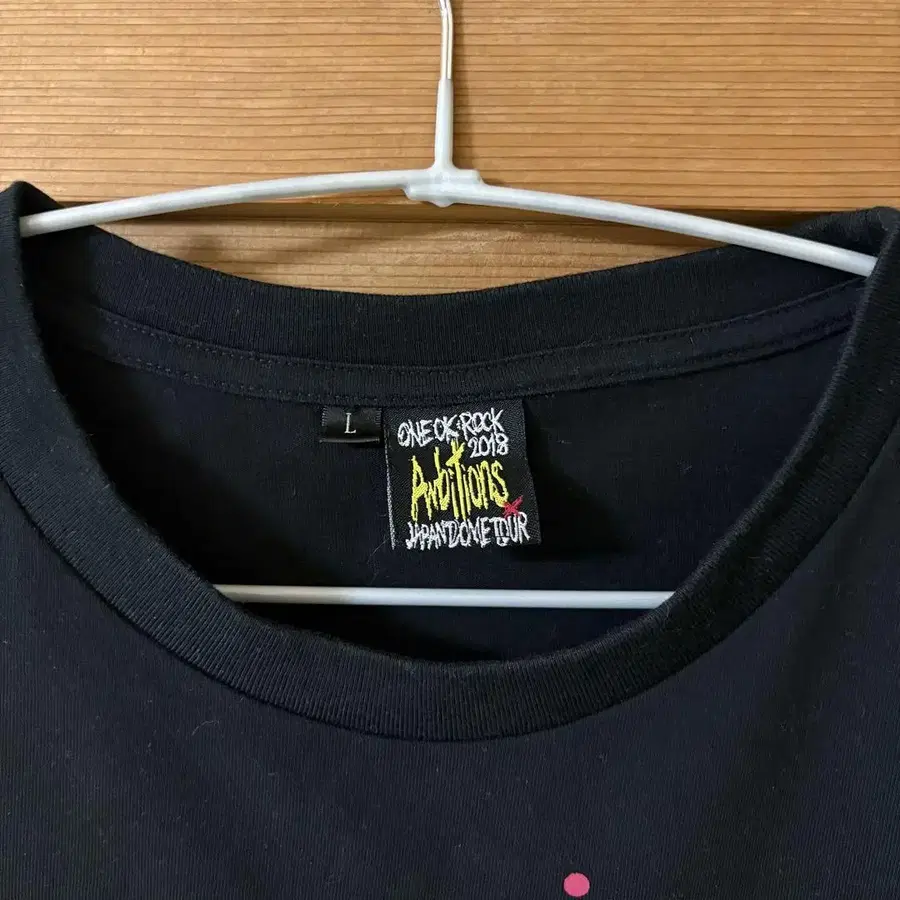 L
ONE OK ROCK
2018
Ambitions
JAPAN DOME TOUR